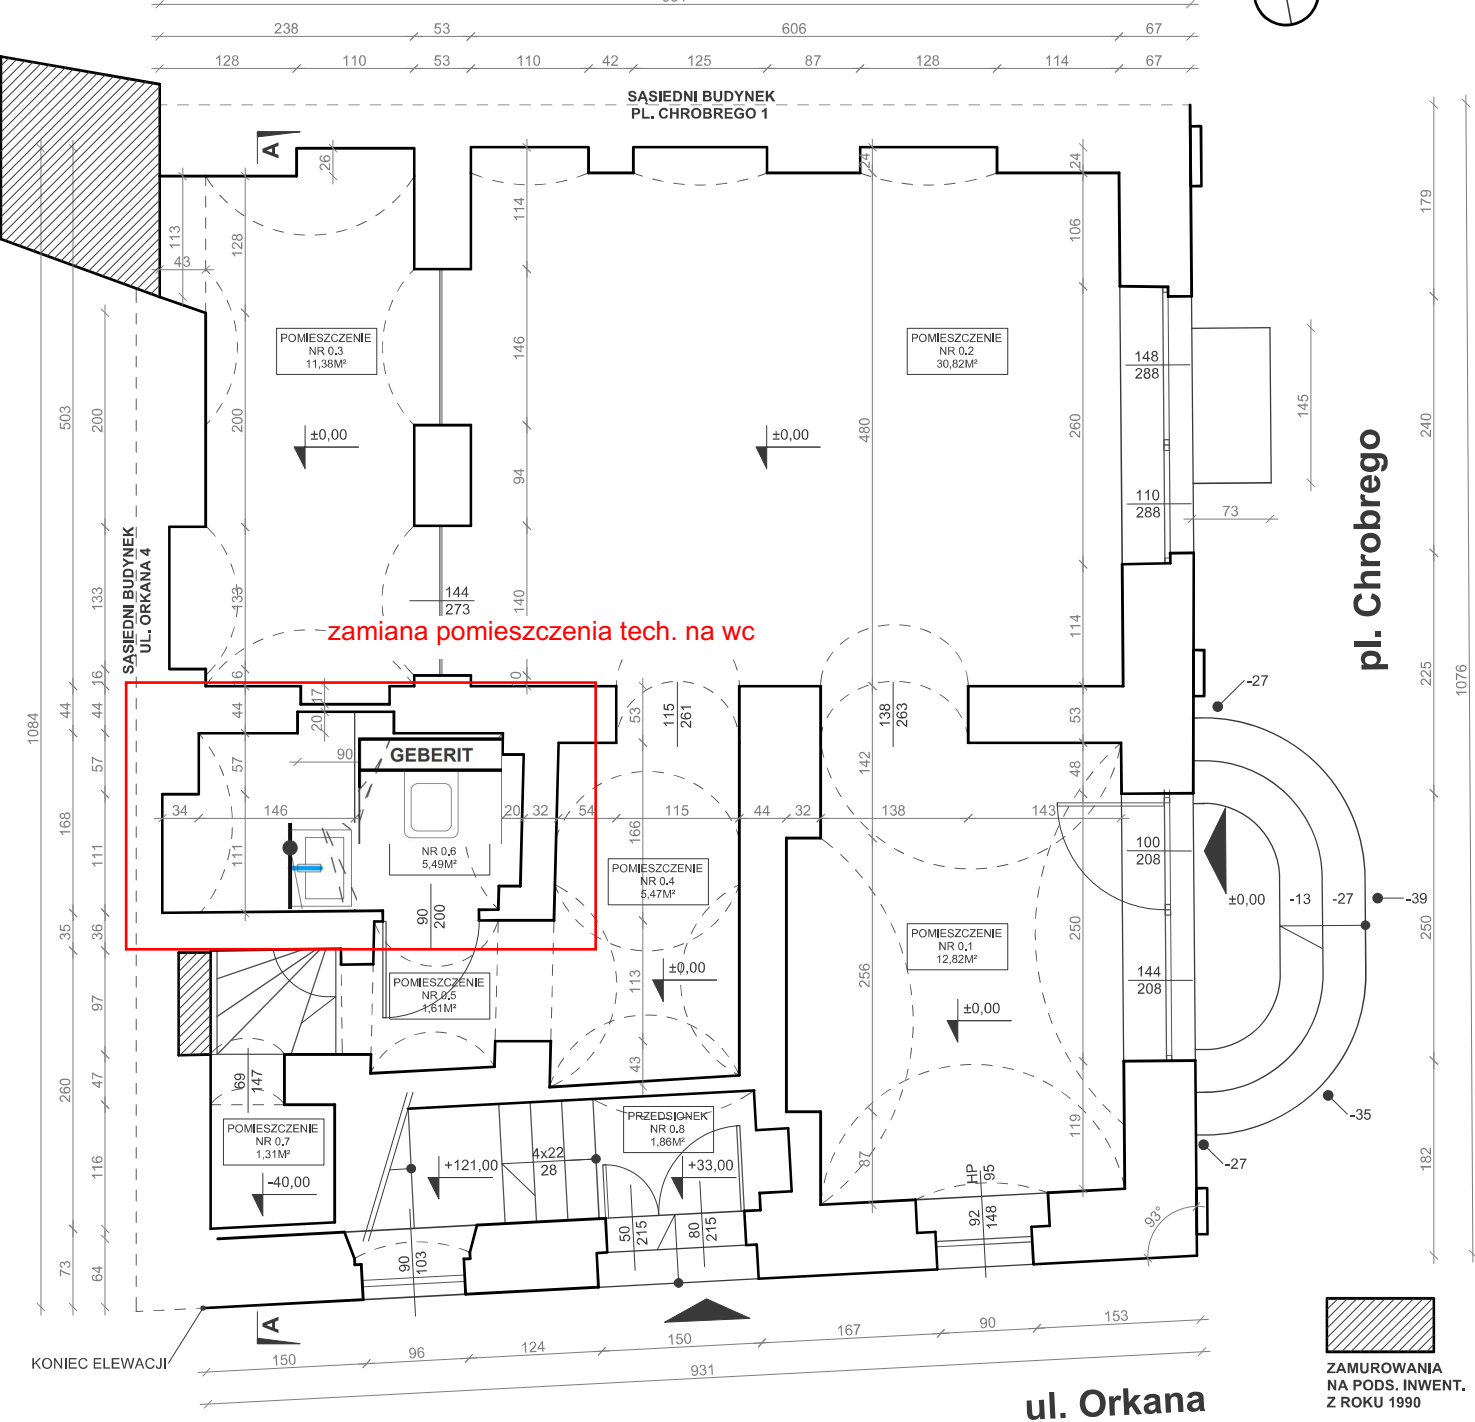 238 53 606 67
128 110 53 110 42 125 87 128 114 67
SĄSIEDNI BUDYNEK
PL. CHROBREGO 1
A
26
24
24
113
43
128
114
106
179
POMIESZCZENIE
NR 0.3
11,38M²
POMIESZCZENIE
NR 0.2
30,82M²
148
288
146
145
503
200
200
±0,00
±0,00
480
260
240
94
110
288
73
pl. Chrobrego
SĄSIEDNI BUDYNEK
UL. ORKANA 4
133
133
144
273
140
114
zamiana pomieszczenia tech. na wc
16
16
0
225
1076
1084
44
44
44
17
20
53
115
261
138
263
53
-27
57
57
90
GEBERIT
142
48
34 146 20 32 54 115 44 32 138 143
168
111
111
166
NR 0.6
5,49M²
POMIESZCZENIE
NR 0.4
5,47M²
100
208
±0,00
-13
-27
-39
35
36
90
200
250
250
POMIESZCZENIE
NR 0.1
12,82M²
±0,00
256
144
208
97
POMIESZCZENIE
NR 0.5
1,61M²
113
±0,00
260
47
69
147
43
-35
POMIESZCZENIE
NR 0.7
1,31M²
PRZEDSIONEK
NR 0.8
1,86M²
119
116
4x22
28
+121,00
+33,00
87
182
-27
-40,00
HP 95
92
148
50
215
80
215
93°
73
64
90
103
A
KONIEC ELEWACJI
150 96 124 150 167 90 153
931
ul. Orkana
ZAMUROWANIA
NA PODS. INWENT.
Z ROKU 1990